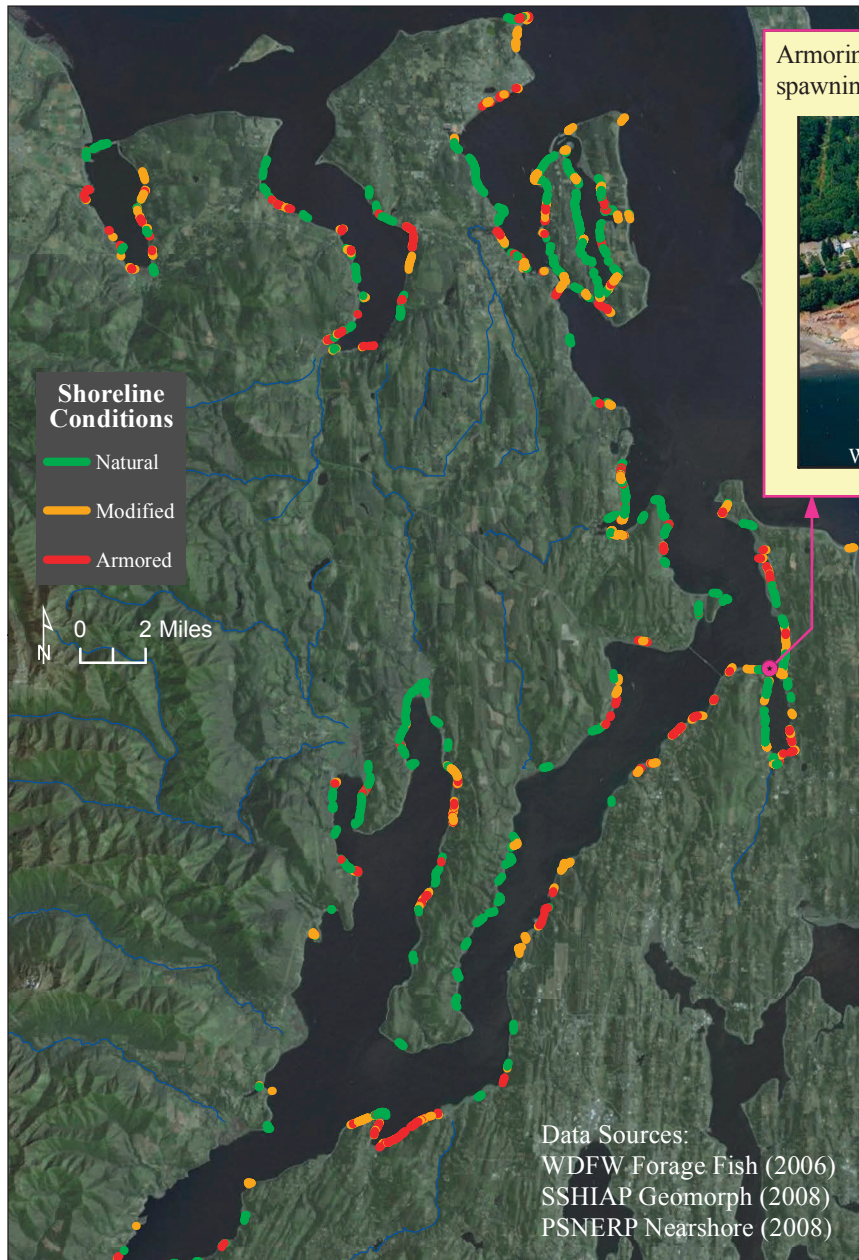 Armorin
spawnin
W
Shoreline
Conditions
Natural
Modified
Armored
N
0 2 Miles
Data Sources:
WDFW Forage Fish (2006)
SSHIAP Geomorph (2008)
PSNERP Nearshore (2008)